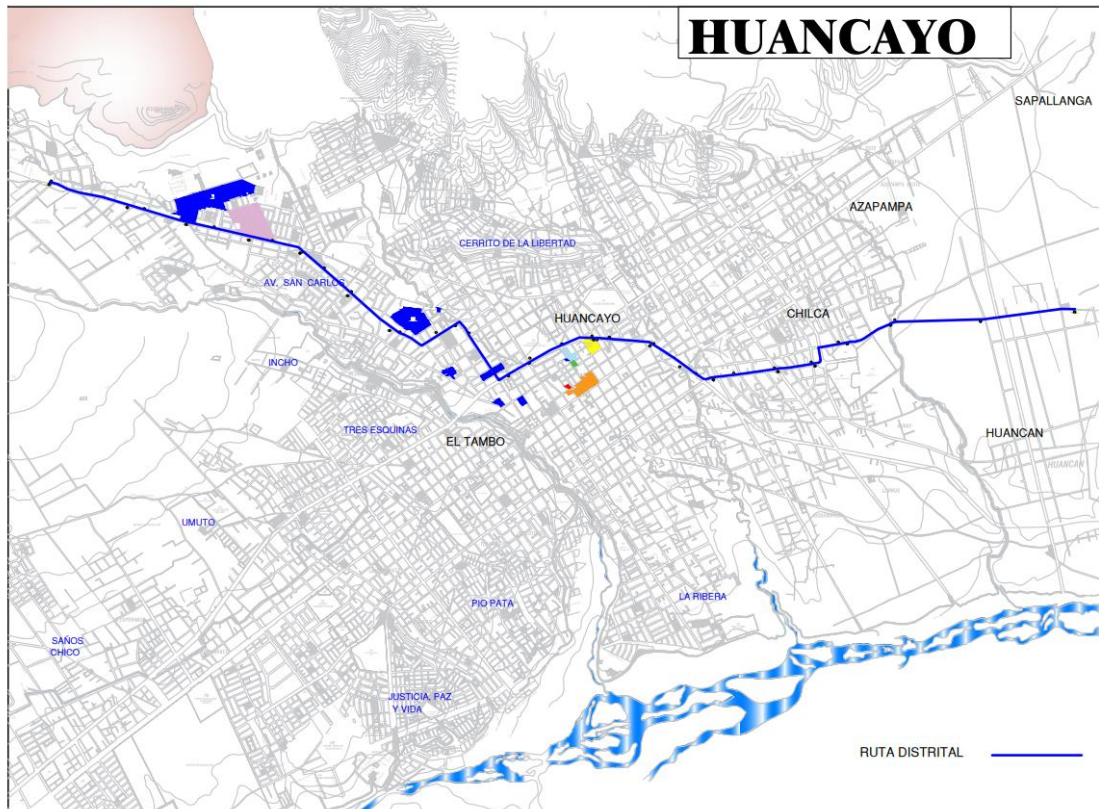 HUANCAYO
SAPALLANGA
AZAPAMPA
CERRITO DE LA LIBERTAD
AV. SAN CARLOS
HUANCAYO
CHILCA
INCHO
TRES ESQUINAS
EL TAMBO
HUANCAN
HUANCAN
UMUTO
PIO PATA
LA RIBERA
SAÑOS
CHICO
JUSTICIA, PAZ
Y VIDA
RUTA DISTRITAL